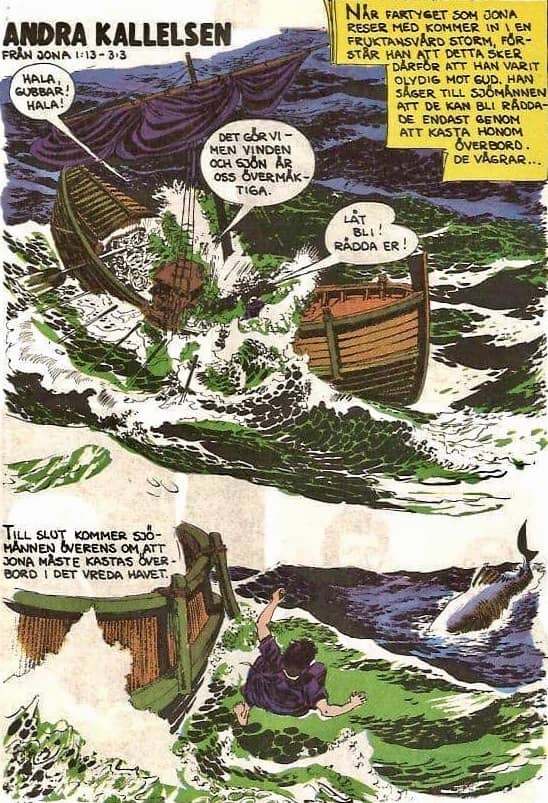 ANDRA KALLELSEN
FRÅN JONA 1:13-3:3
NÄR FARTYGET SOM JONA
RESER MED KOMMER IN I EN
FRUKTANSVÄRD STORM, FÖR-
STÅR HAN ATT DETTA SKER
DÄRFÖR ATT HAN VARIT
OLYDIG MOT GUD. HAN
SÄGER TILL SJÖMÄNNEN
ATT DE KAN BLI RÄDDA-
DE ENDAST GENOM
ATT KASTA HONOM
ÖVERBORD.
DE VÄGRAR...
HALA,
GUBBAR!
HALA!
DET GÖR VI-
MEN VINDEN
OCH SJÖN ÄR
OSS ÖVERMÄK-
TIGA.
LÅT
BLI!
RÄDDA ER!
TILL SLUT KOMMER SJÖ-
MÄNNEN ÖVERENS OM ATT
JONA MÅSTE KASTAS ÖVER-
BORD I DET VREDA HAVET.